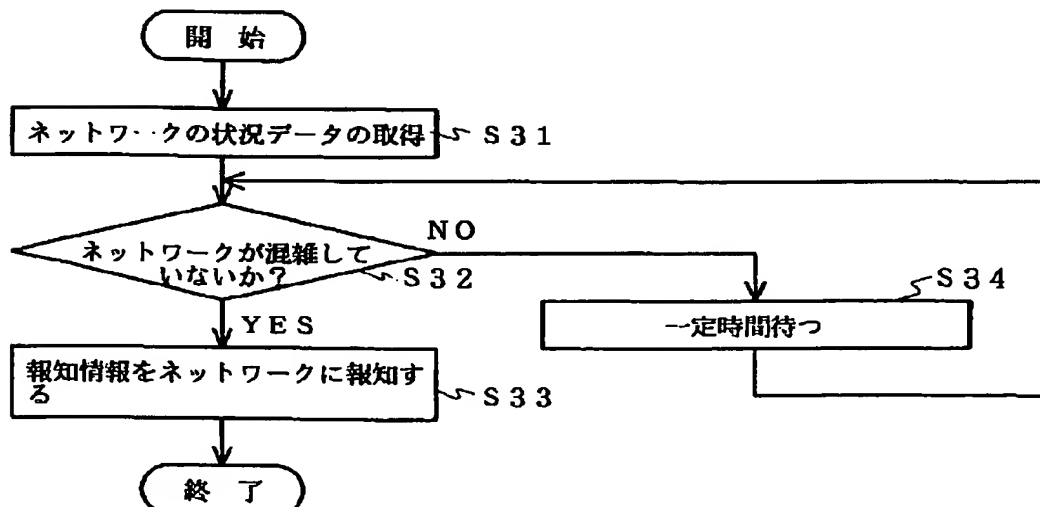 開 始
ネットワークの状況データの取得
S31
ネットワークが混雑して
いないか?
NO
S32
S34
一定時間待つ
YES
報知情報をネットワークに報知す
る
S33
終 了